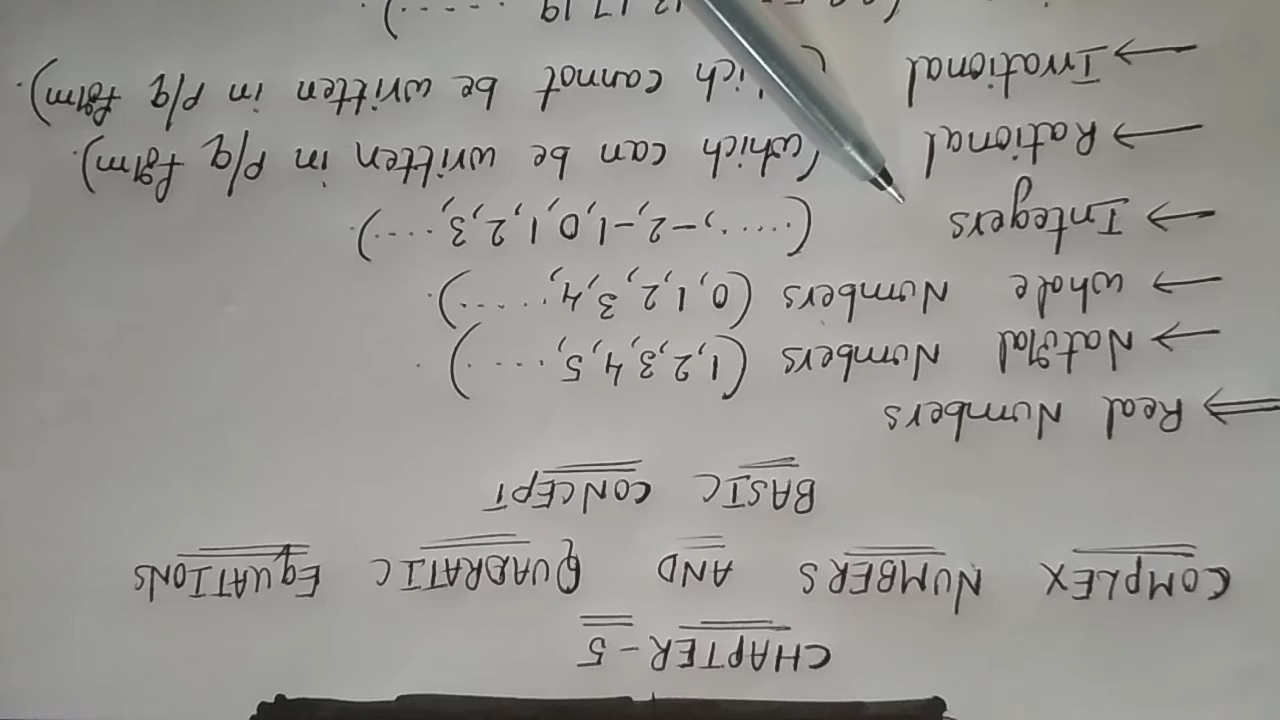 CHAPTER-5
COMPLEX NUMBERS AND QUADRATIC EQUATIONS
BASIC CONCEPT
⇒ Real Numbers
→ Natural Numbers (1, 2, 3, 4, 5, .....) .
→ whole Numbers (0, 1, 2, 3, 4, .....).
→ Integers (....., -2, -1, 0, 1, 2, 3, ....).
→ Rational (which can be written in P/q form).
→ Irrational ( cannot be written in P/q form).
17, 19 .....).